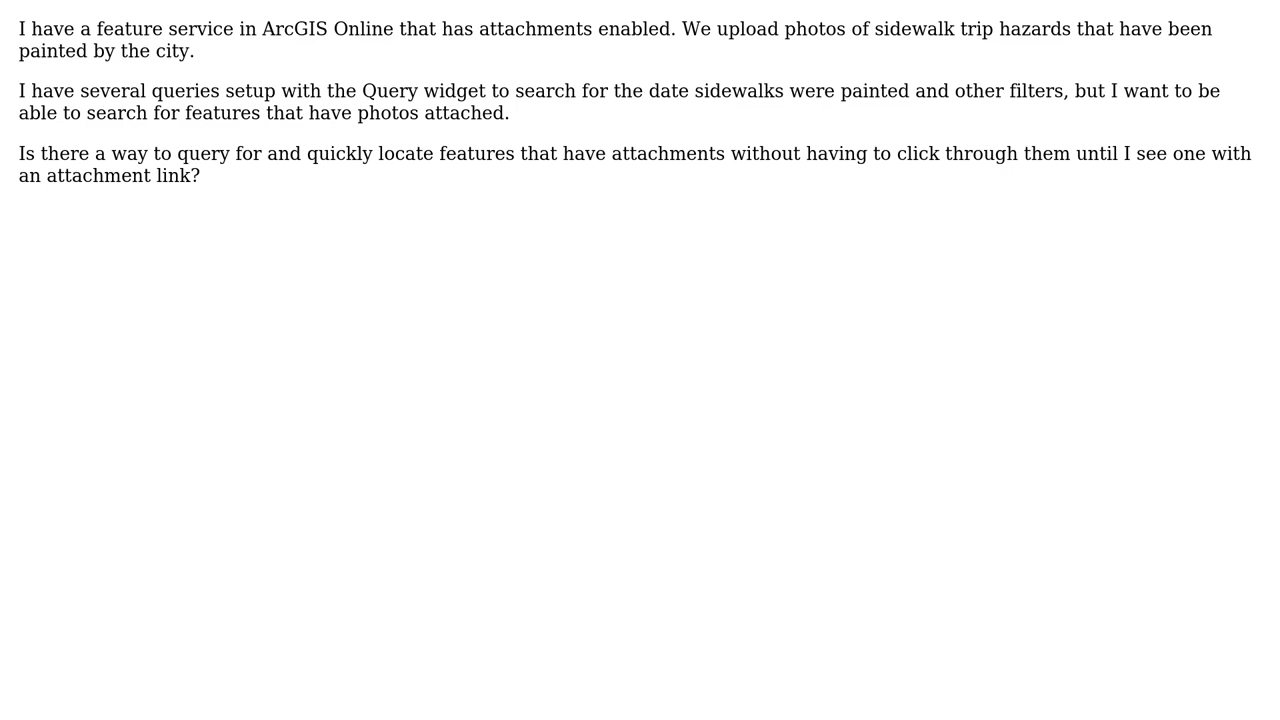 I have a feature service in ArcGIS Online that has attachments enabled. We upload photos of sidewalk trip hazards that have been
painted by the city.
I have several queries setup with the Query widget to search for the date sidewalks were painted and other filters, but I want to be
able to search for features that have photos attached.
Is there a way to query for and quickly locate features that have attachments without having to click through them until I see one with
an attachment link?